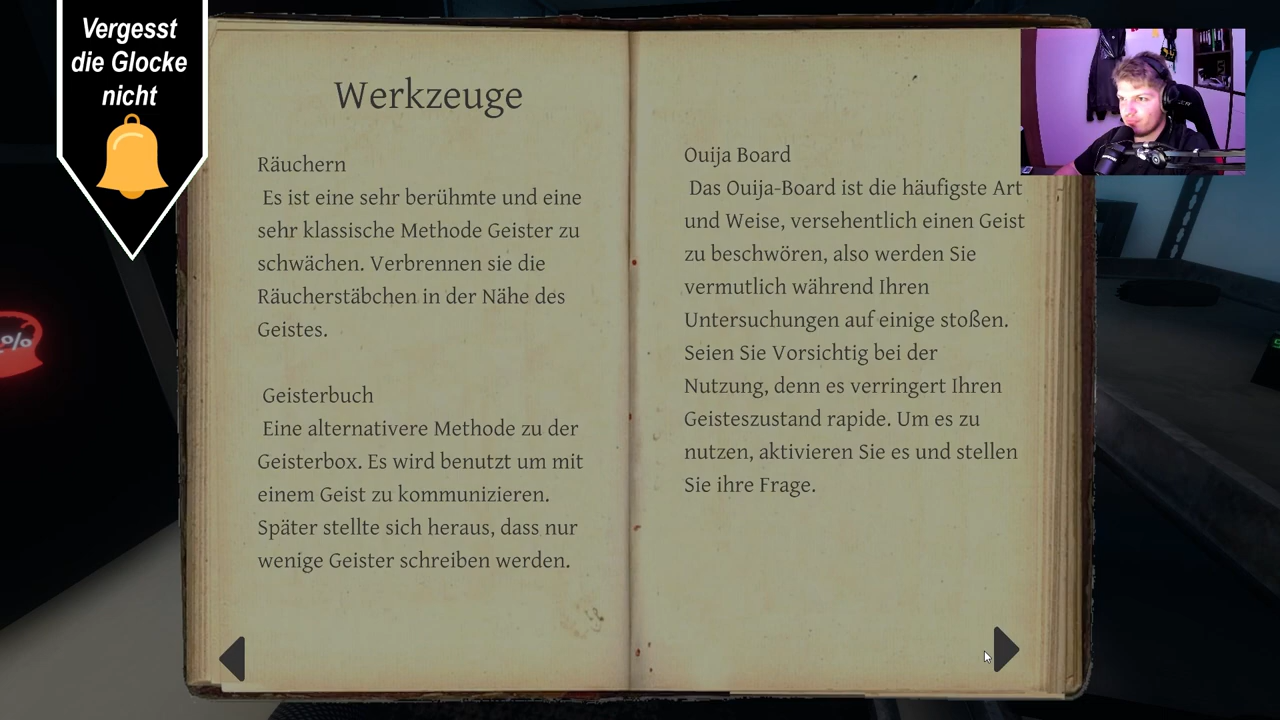 Vergesst
die Glocke
nicht
Werkzeuge
Räuchern
Es ist eine sehr berühmte und eine
sehr klassische Methode Geister zu
schwächen. Verbrennen sie die
Räucherstäbchen in der Nähe des
Geistes.
Geisterbuch
Eine alternativere Methode zu der
Geisterbox. Es wird benutzt um mit
einem Geist zu kommunizieren.
Später stellte sich heraus, dass nur
wenige Geister schreiben werden.
Ouija Board
Das Ouija-Board ist die häufigste Art
und Weise, versehentlich einen Geist
zu beschwören, also werden Sie
vermutlich während Ihren
Untersuchungen auf einige stoßen.
Seien Sie Vorsichtig bei der
Nutzung, denn es verringert Ihren
Geisteszustand rapide. Um es zu
nutzen, aktivieren Sie es und stellen
Sie ihre Frage.